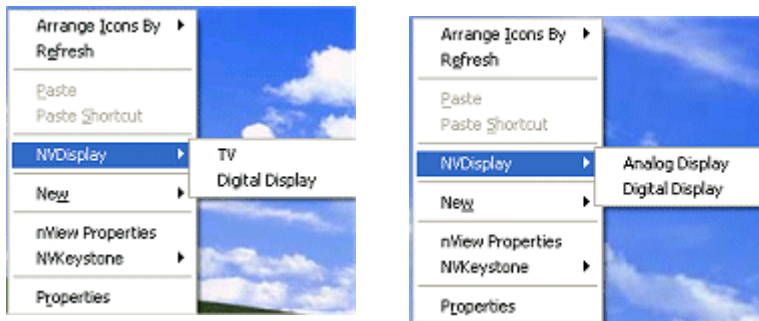 Arrange Icons By
Refresh
Paste
Paste Shortcut
NVDisplay
TV
Digital Display
New
nView Properties
NVKeystone
Properties
Arrange Icons By
Refresh
Paste
Paste Shortcut
NVDisplay
Analog Display
Digital Display
New
nView Properties
NVKeystone
Properties